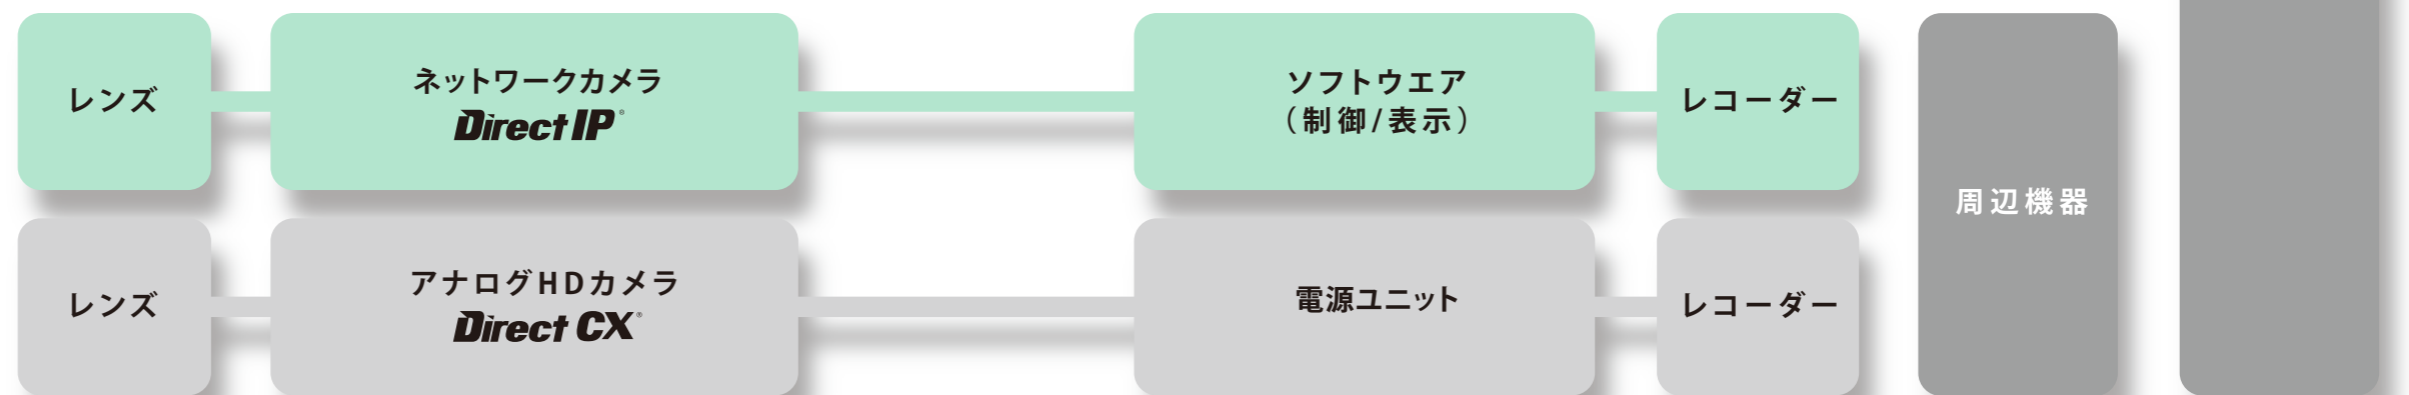 レンズ
ネットワークカメラ
Direct IP®
ソフトウエア
（制御/表示）
レコーダー
周辺機器
レンズ
アナログHDカメラ
Direct CX®
電源ユニット
レコーダー